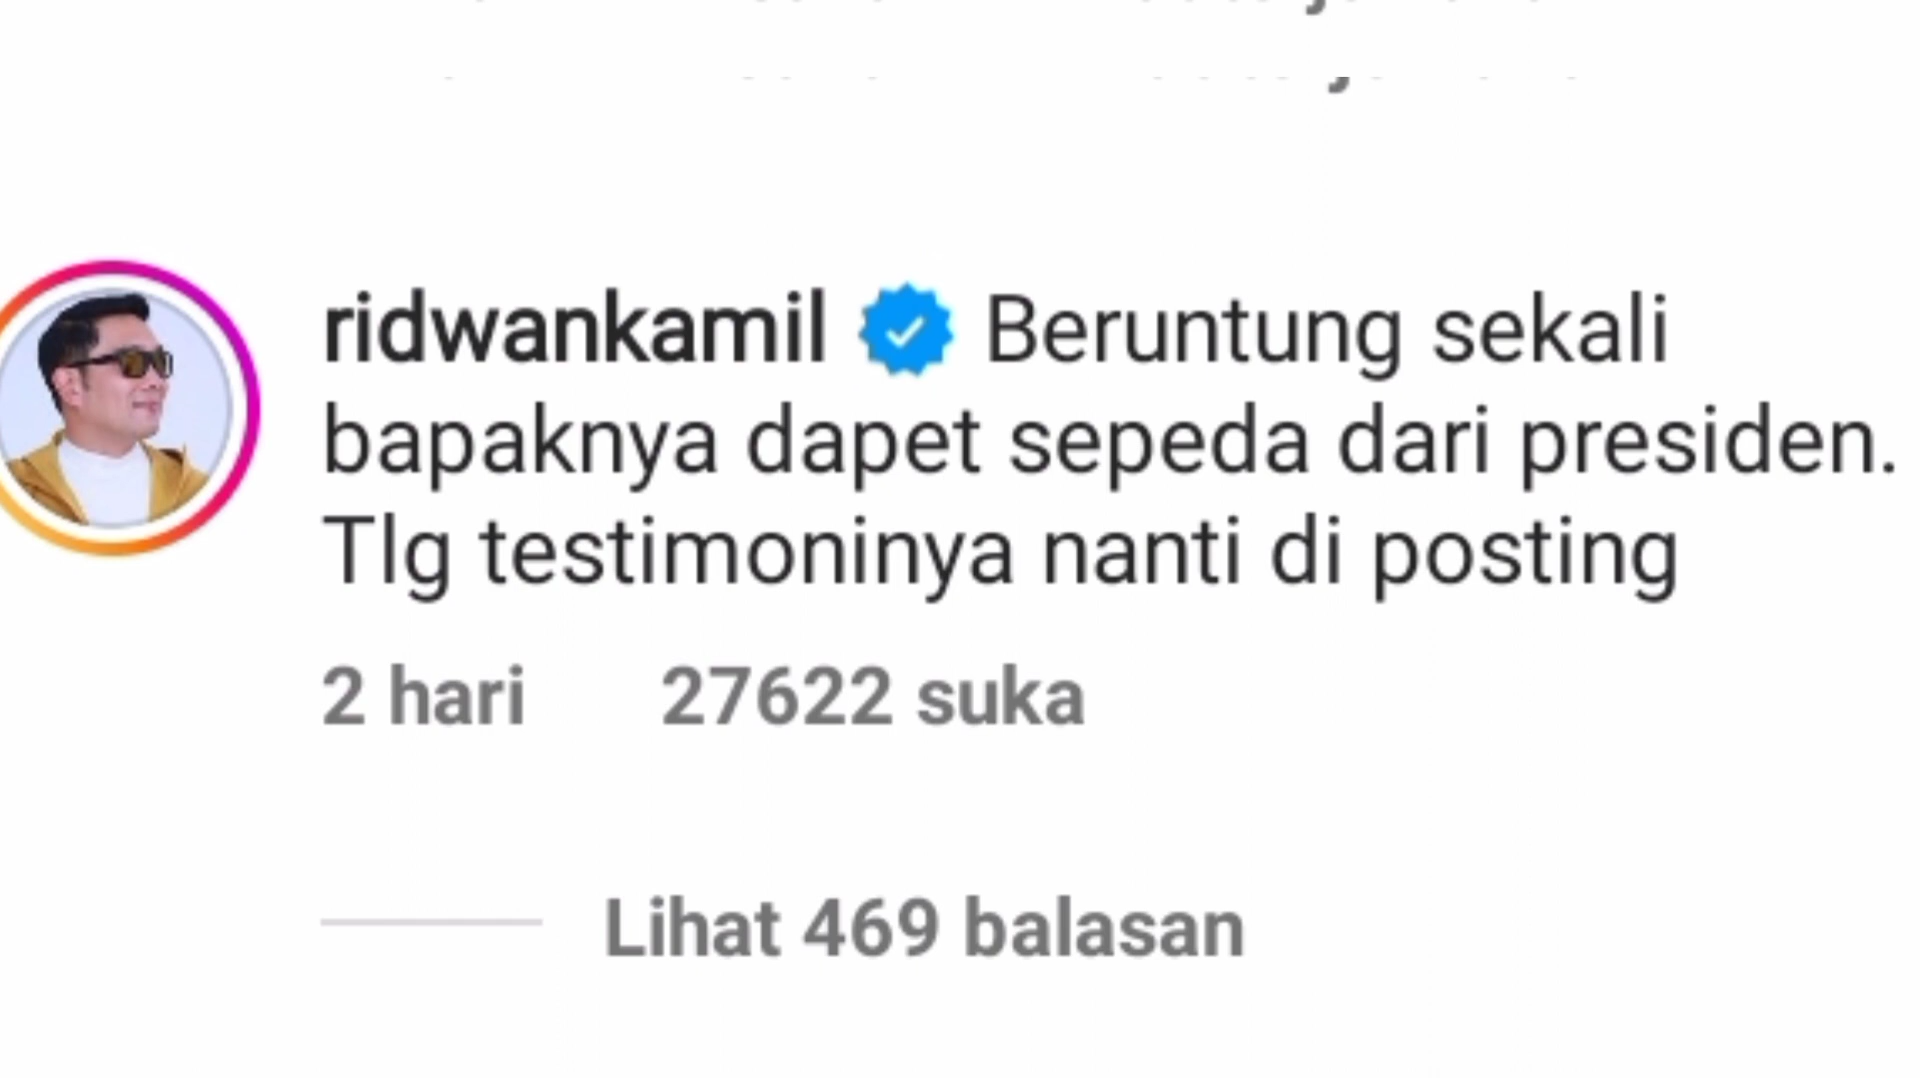 ridwankamil Beruntung sekali
bapaknya dapet sepeda dari presiden.
Tlg testimoninya nanti di posting
2 hari 27622 suka
Lihat 469 balasan